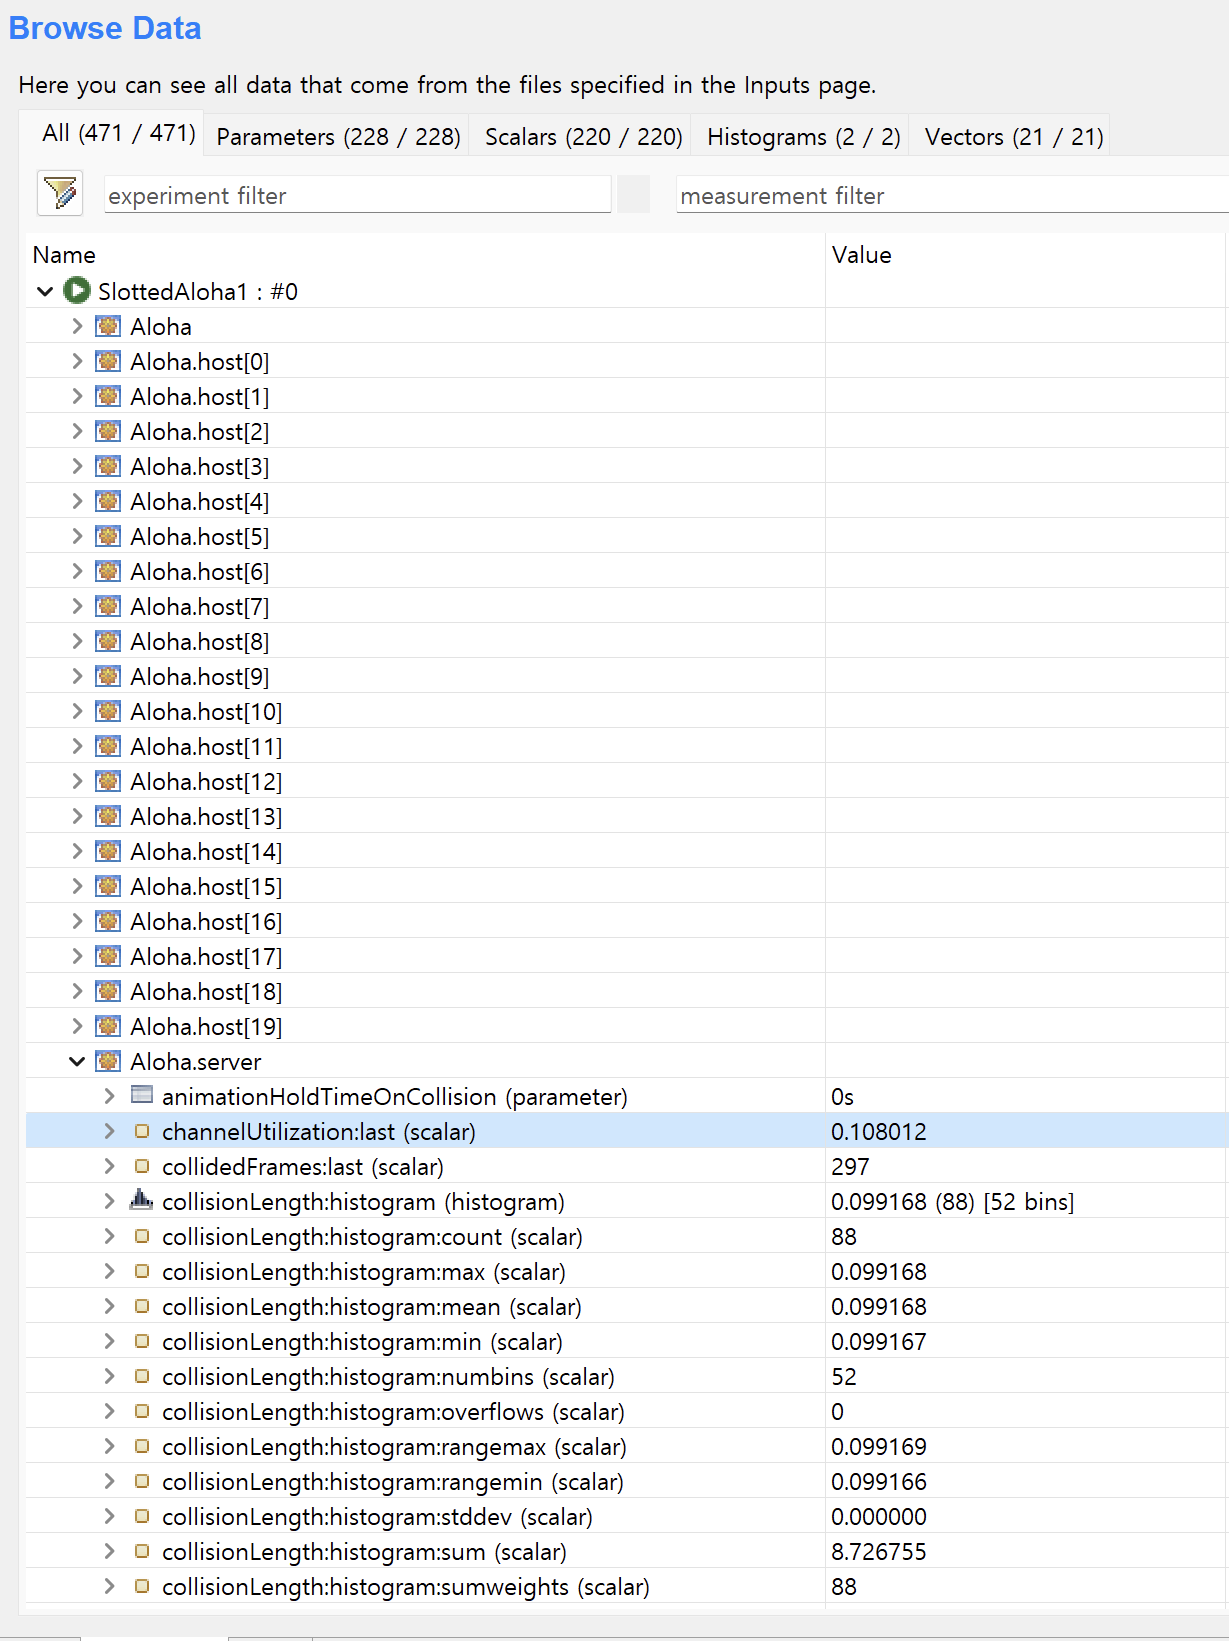 Browse Data
Here you can see all data that come from the files specified in the Inputs page.
All (471 / 471) Parameters (228 / 228) Scalars (220 / 220) Histograms (2 / 2) Vectors (21 / 21)
experiment filter measurement filter
Name Value
SlottedAloha1 : #0
Aloha
Aloha.host[0]
Aloha.host[1]
Aloha.host[2]
Aloha.host[3]
Aloha.host[4]
Aloha.host[5]
Aloha.host[6]
Aloha.host[7]
Aloha.host[8]
Aloha.host[9]
Aloha.host[10]
Aloha.host[11]
Aloha.host[12]
Aloha.host[13]
Aloha.host[14]
Aloha.host[15]
Aloha.host[16]
Aloha.host[17]
Aloha.host[18]
Aloha.host[19]
Aloha.server
animationHoldTimeOnCollision (parameter) 0s
channelUtilization:last (scalar) 0.108012
collidedFrames:last (scalar) 297
collisionLength:histogram (histogram) 0.099168 (88) [52 bins]
collisionLength:histogram:count (scalar) 88
collisionLength:histogram:max (scalar) 0.099168
collisionLength:histogram:mean (scalar) 0.099168
collisionLength:histogram:min (scalar) 0.099167
collisionLength:histogram:numbins (scalar) 52
collisionLength:histogram:overflows (scalar) 0
collisionLength:histogram:rangemax (scalar) 0.099169
collisionLength:histogram:rangemin (scalar) 0.099166
collisionLength:histogram:stddev (scalar) 0.000000
collisionLength:histogram:sum (scalar) 8.726755
collisionLength:histogram:sumweights (scalar) 88